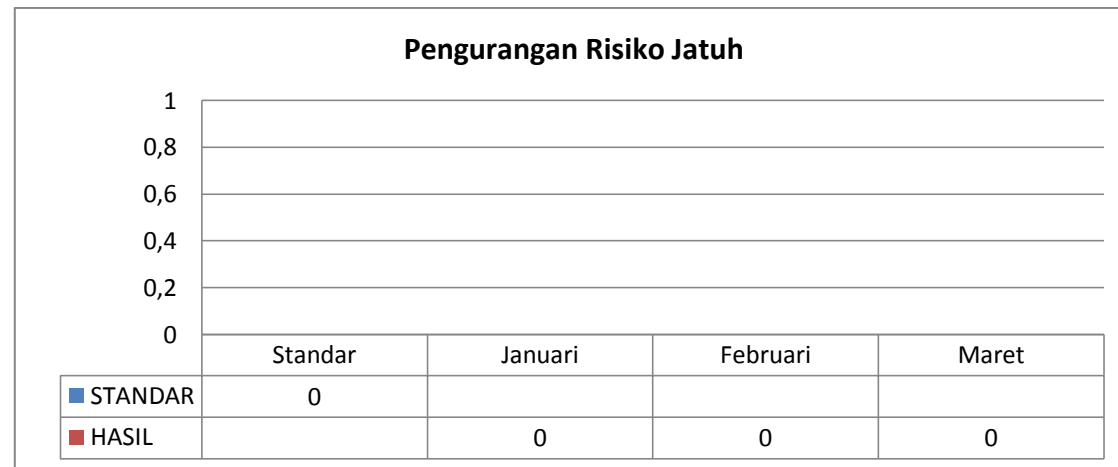 Pengurangan Risiko Jatuh
1
0,8
0,6
0,4
0,2
0
Standar Januari Februari Maret
STANDAR 0
HASIL 0 0 0